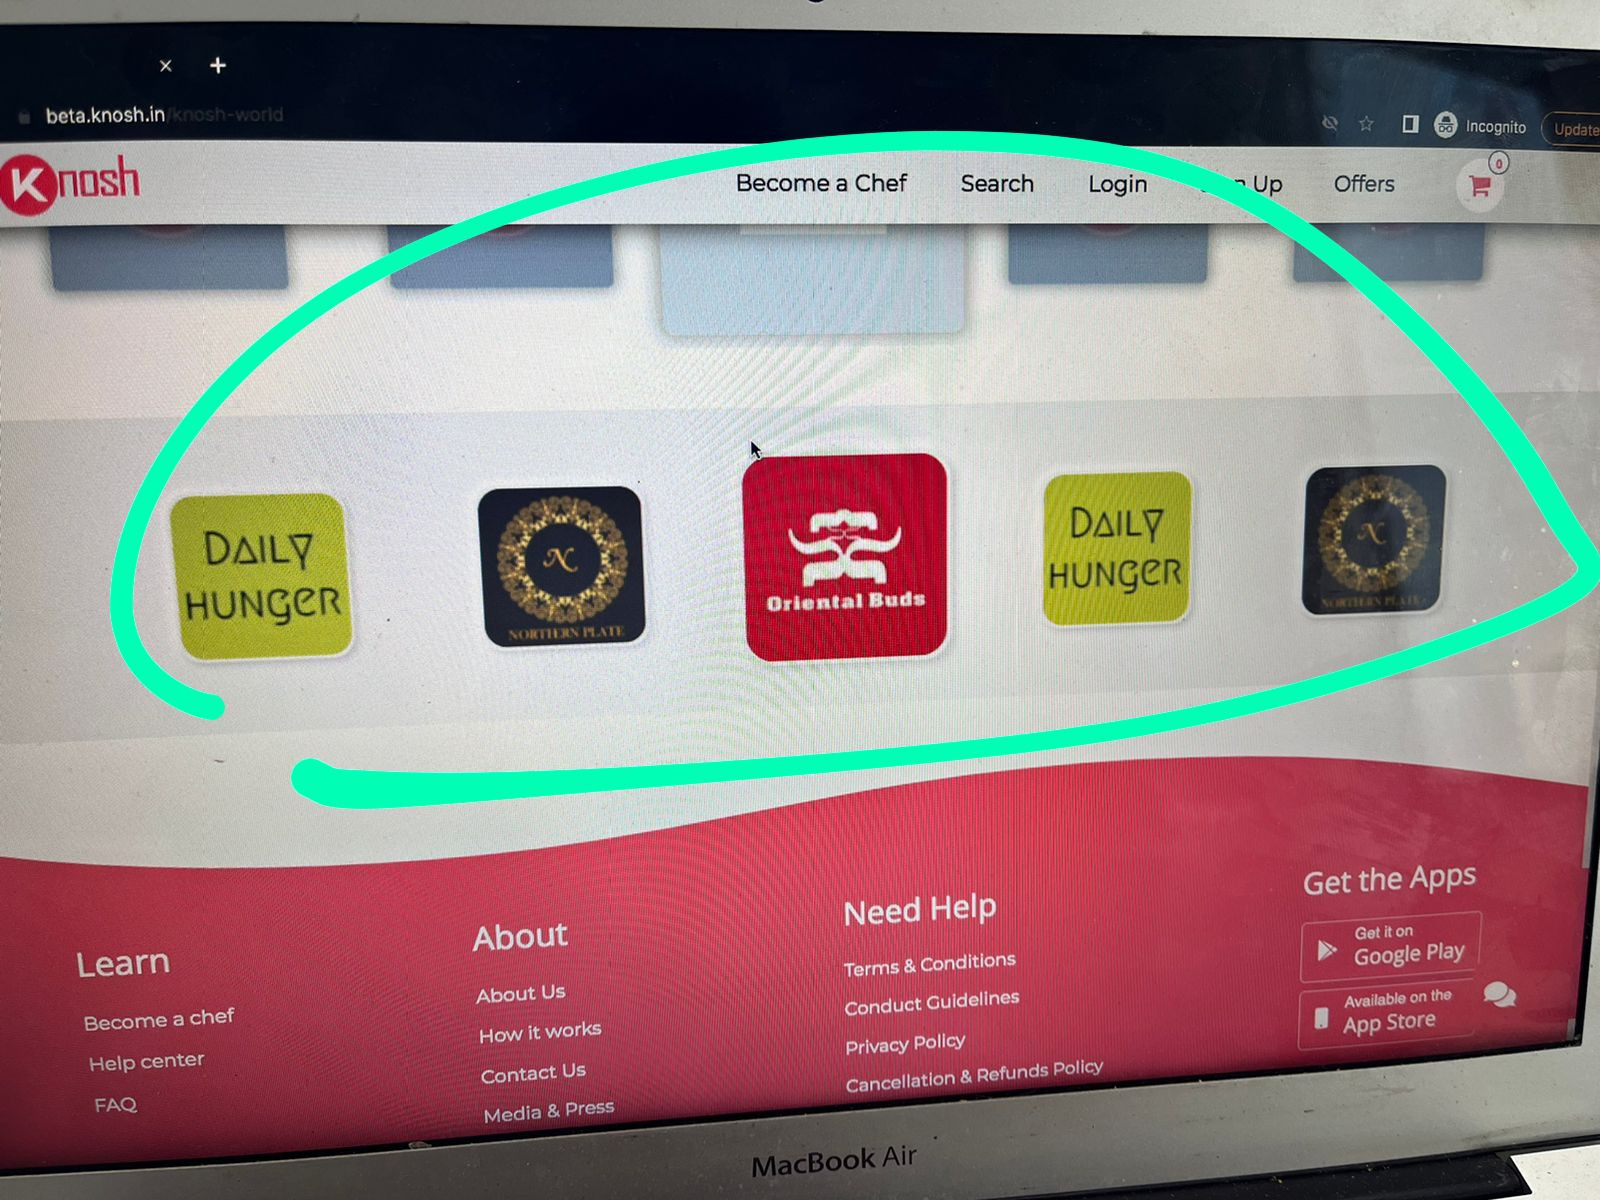 beta.knosh.in/knosh-world
Incognito
Update
Knosh
Become a Chef
Search
Login
Up
Offers
0
DAILY
HUNGER
N
NORTHERN PLATE
Oriental Buds
DAILY
HUNGER
N
NORTHERN PLATE
Learn
Become a chef
Help center
FAQ
About
About Us
How it works
Contact Us
Media & Press
Need Help
Terms & Conditions
Conduct Guidelines
Privacy Policy
Cancellation & Refunds Policy
Get the Apps
Get it on
Google Play
Available on the
App Store
MacBook Air